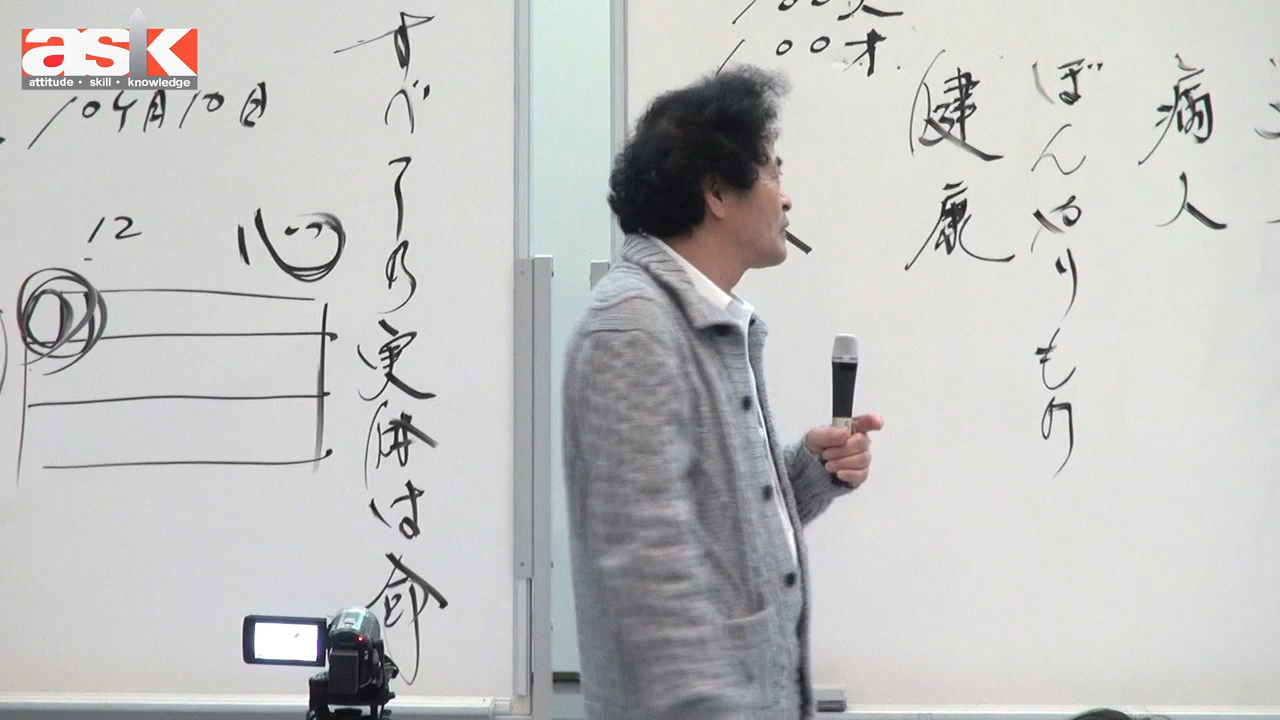 ask
attitude • skill • knowledge
すべての実体は命
10ケ月10日
12
心
病人
ぼんやりもの
健康
100才